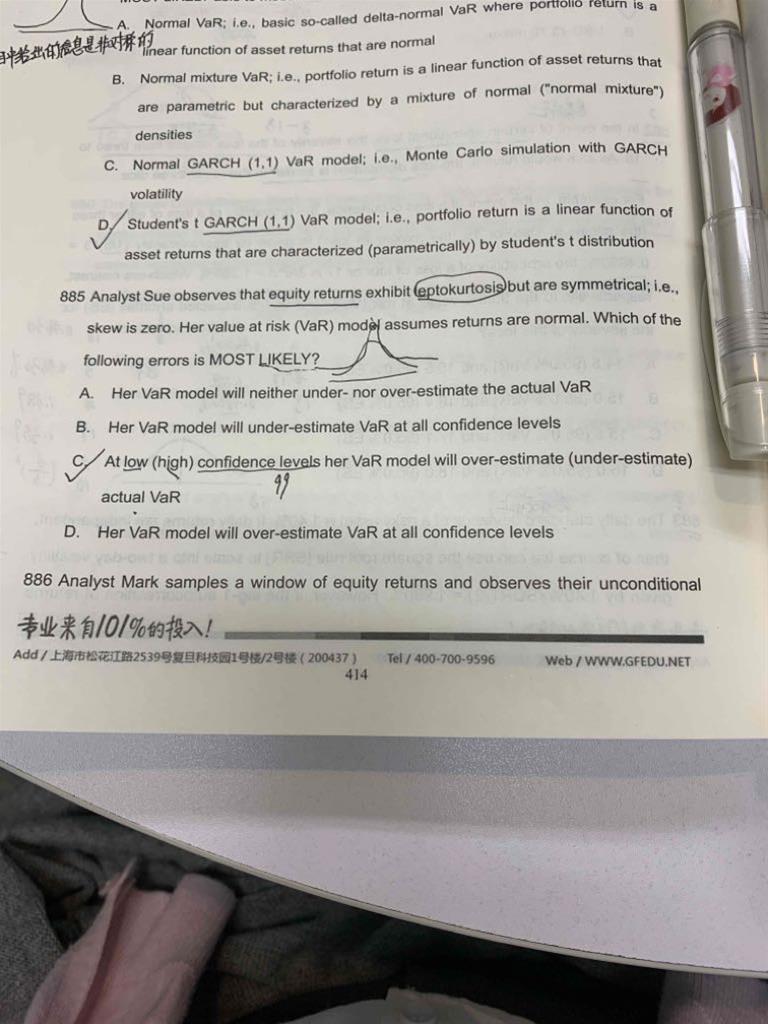 A. Normal VaR; i.e., basic so-called delta-normal VaR where portfolio return is a
linear function of asset returns that are normal
B. Normal mixture VaR; i.e., portfolio return is a linear function of asset returns that
are parametric but characterized by a mixture of normal ("normal mixture")
densities
C. Normal GARCH (1,1) VaR model; i.e., Monte Carlo simulation with GARCH
volatility
D. Student's t GARCH (1,1) VaR model; i.e., portfolio return is a linear function of
asset returns that are characterized (parametrically) by student's t distribution
885 Analyst Sue observes that equity returns exhibit leptokurtosis but are symmetrical; i.e.,
skew is zero. Her value at risk (VaR) model assumes returns are normal. Which of the
following errors is MOST LIKELY?
A. Her VaR model will neither under- nor over-estimate the actual VaR
B. Her VaR model will under-estimate VaR at all confidence levels
C. At low (high) confidence levels her VaR model will over-estimate (under-estimate)
99
actual VaR
D. Her VaR model will over-estimate VaR at all confidence levels
886 Analyst Mark samples a window of equity returns and observes their unconditional
专业来自101%的投入!
Add / 上海市松花江路2539号复旦科技园1号楼/2号楼 ( 200437 ) Tel / 400-700-9596 Web / WWW.GFEDU.NET
414